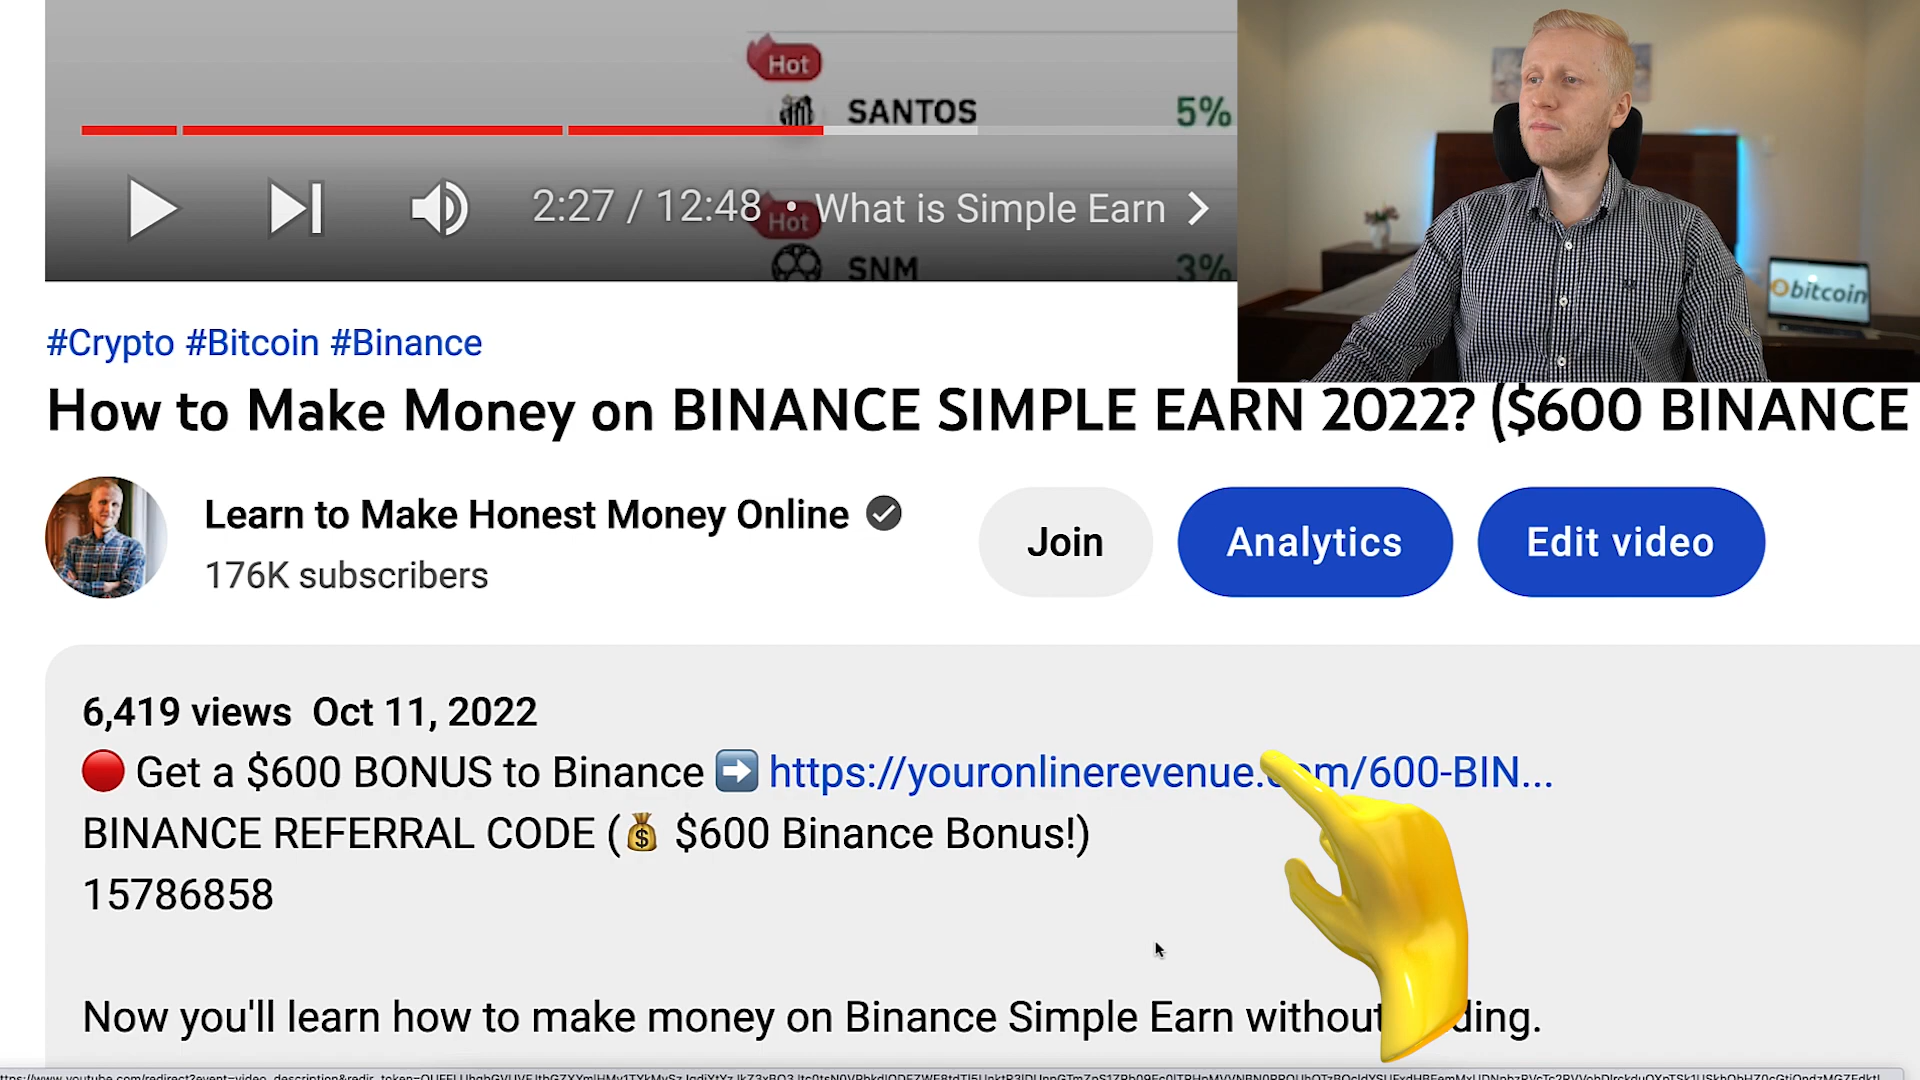 Hot
SANTOS 5%
2:27 / 12:48 • What is Simple Earn
Hot
SNM 3%
bitcoin
#Crypto #Bitcoin #Binance
How to Make Money on BINANCE SIMPLE EARN 2022? ($600 BINANCE
Learn to Make Honest Money Online
176K subscribers
Join
Analytics
Edit video
6,419 views Oct 11, 2022
Get a $600 BONUS to Binance https://youronlinerevenue.com/600-BIN...
BINANCE REFERRAL CODE ( $600 Binance Bonus!)
15786858
Now you'll learn how to make money on Binance Simple Earn without